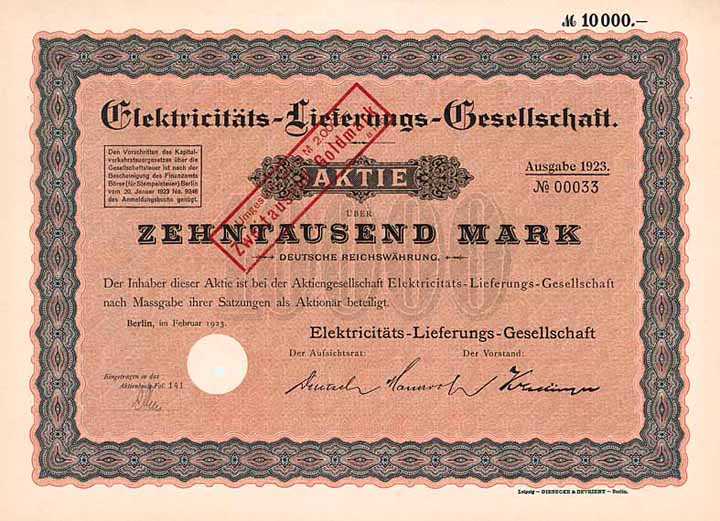 M 10 000.–
Elektricitäts-Lieferungs-Gesellschaft.
Den Vorschriften des Kapital-
verkehrsteuergesetzes über die
Gesellschaftsteuer ist nach der
Bescheinigung des Finanzamts
Börse (für Stempelsteuer) Berlin
vom 20. Januar 1923 No. 9346
des Anmeldungsbuchs genügt.
Zweitausend Goldmark
AKTIE
Ausgabe 1923.
№ 00033
ÜBER
ZEHNTAUSEND MARK
DEUTSCHE REICHSWÄHRUNG.
Der Inhaber dieser Aktie ist bei der Aktiengesellschaft Elektricitäts-Lieferungs-Gesellschaft
nach Massgabe ihrer Satzungen als Aktionär beteiligt.
Berlin, im Februar 1923.
Elektricitäts-Lieferungs-Gesellschaft
Der Aufsichtsrat:
Der Vorstand:
Eingetragen in das
Aktienbuch Fol. 141
Leipzig – GIESECKE & DEVRIENT – Berlin.